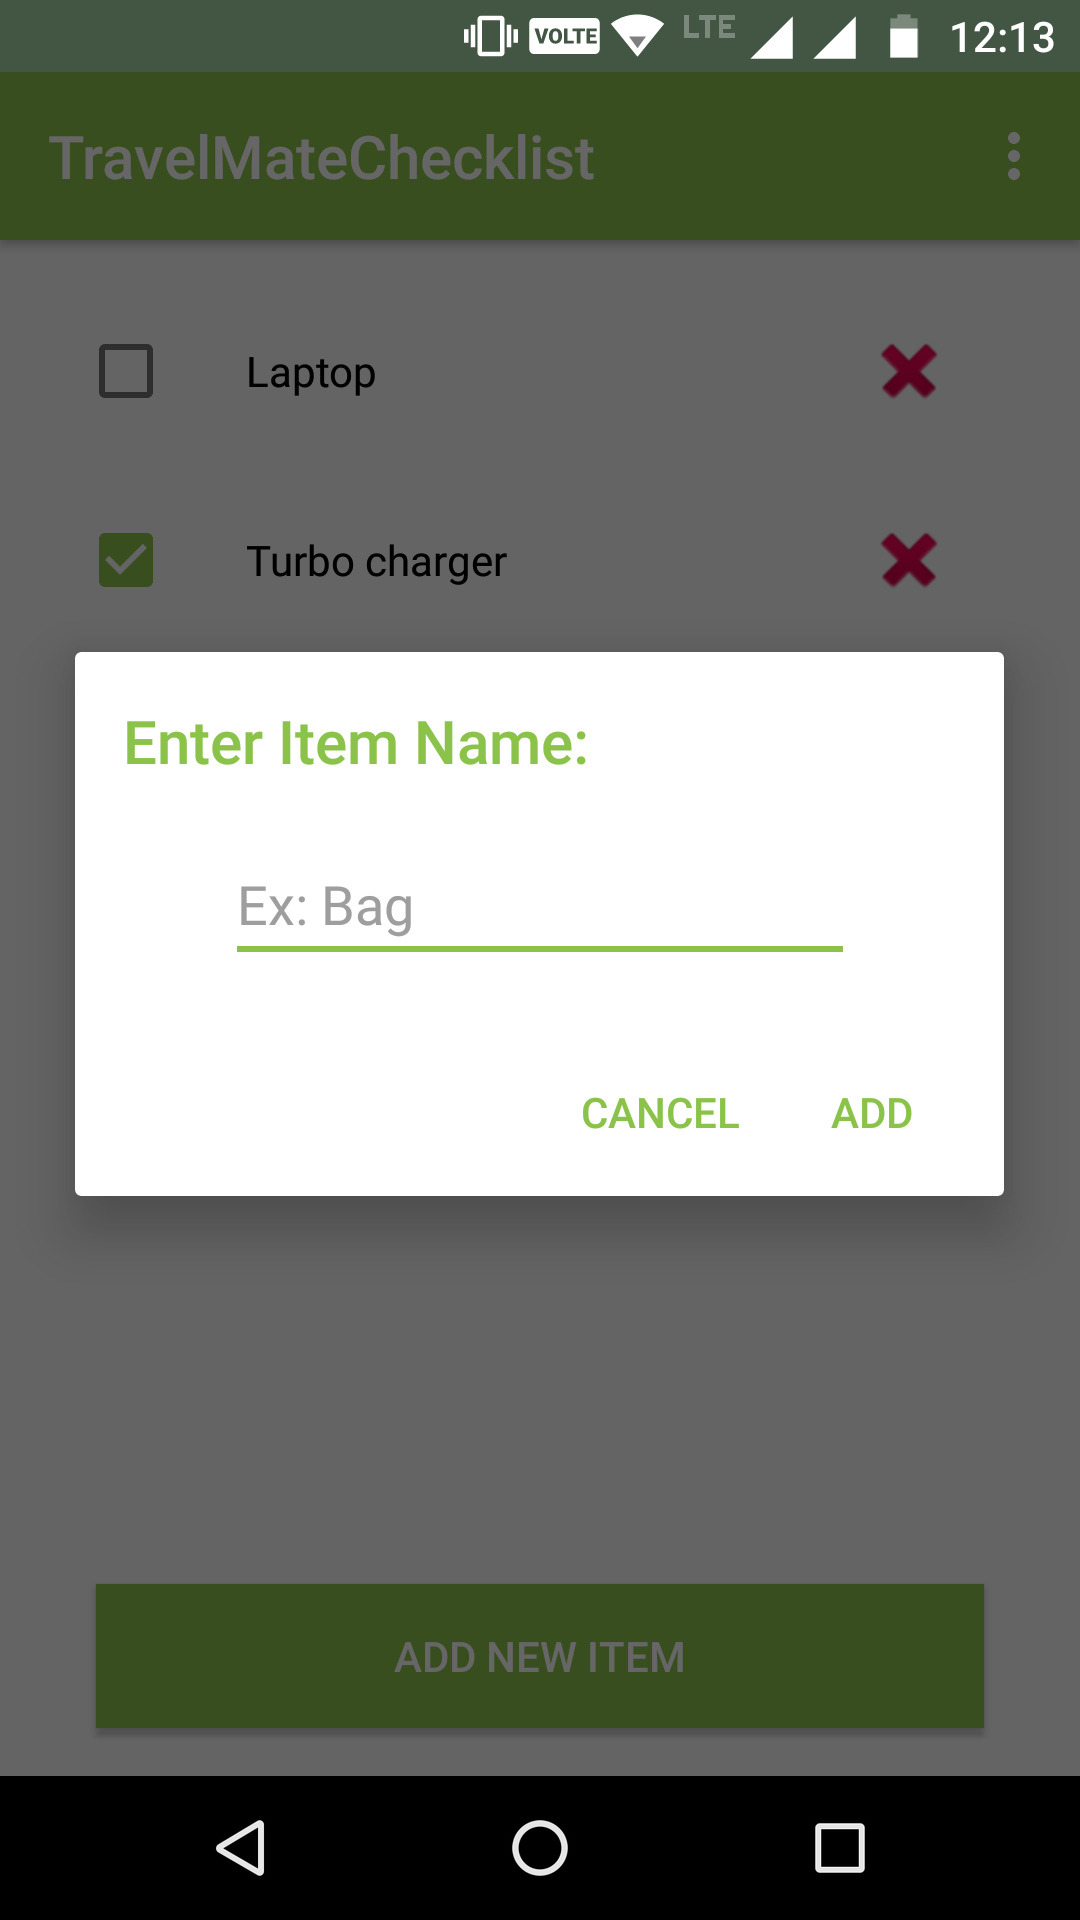 VOLTE LTE 12:13
TravelMateChecklist
Laptop
Turbo charger
Enter Item Name:
Ex: Bag
CANCEL ADD
ADD NEW ITEM